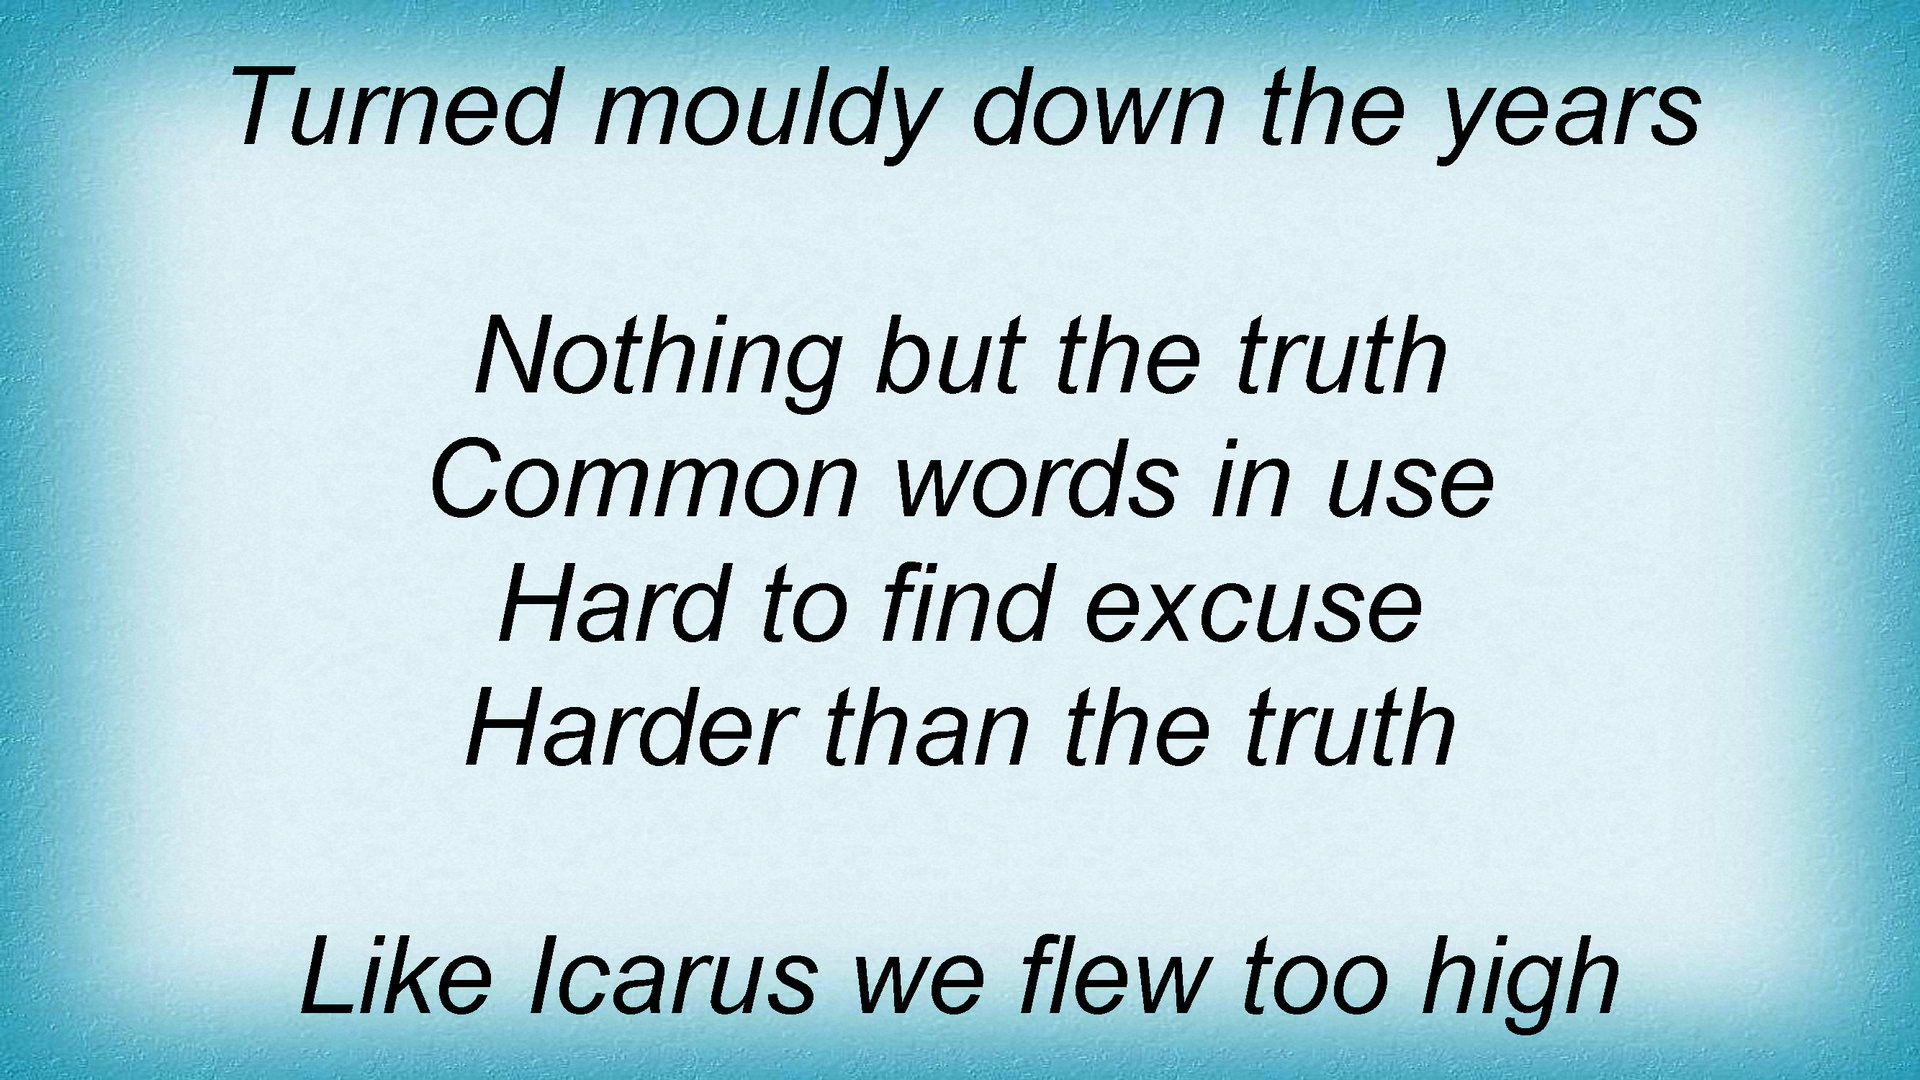 Turned mouldy down the years
Nothing but the truth
Common words in use
Hard to find excuse
Harder than the truth
Like Icarus we flew too high